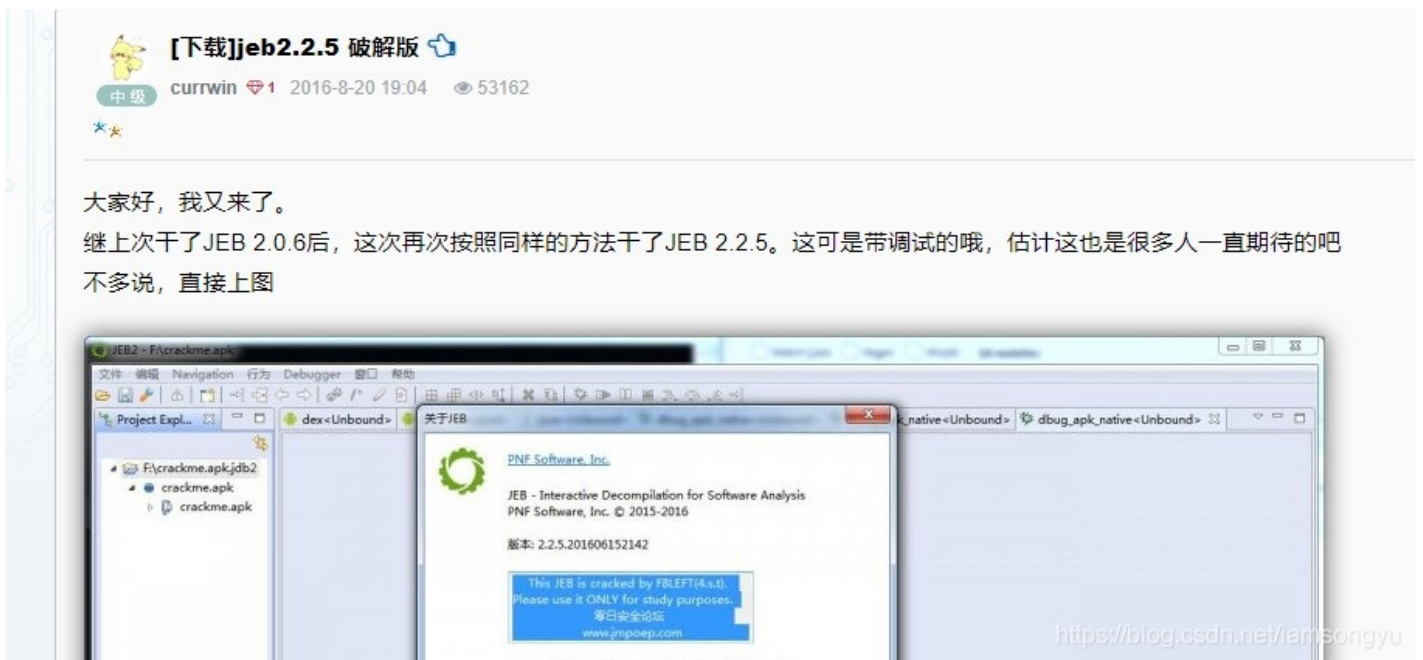 [下载]jeb2.2.5 破解版
中级
currwin 1 2016-8-20 19:04 53162
大家好，我又来了。
继上次干了JEB 2.0.6后，这次再次按照同样的方法干了JEB 2.2.5。这可是带调试的哦，估计这也是很多人一直期待的吧
不多说，直接上图
JEB2 - F:\crackme.apk
文件 编辑 Navigation 行为 Debugger 窗口 帮助
Project Expl...
dex<Unbound>
关于JEB
k_native<Unbound>
dbug_apk_native<Unbound>
F:\crackme.apk.jdb2
crackme.apk
crackme.apk
PNF Software, Inc.
JEB - Interactive Decompilation for Software Analysis
PNF Software, Inc. © 2015-2016
版本: 2.2.5.201606152142
This JEB is cracked by FBLEFT(4.s.t).
Please use it ONLY for study purposes.
零日安全论坛
www.jmpoep.com
https://blog.csdn.net/iamsongyu